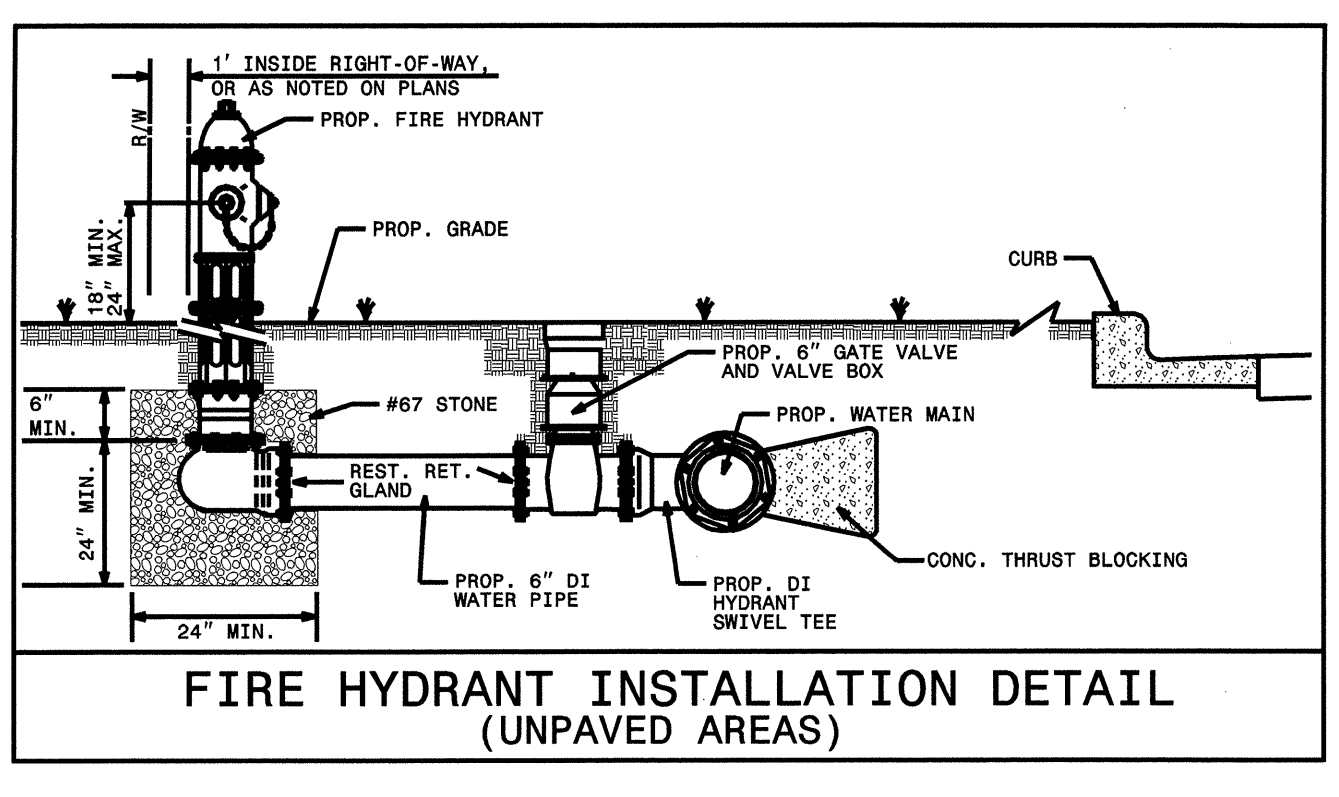 1' INSIDE RIGHT-OF-WAY,
OR AS NOTED ON PLANS
R/W
PROP. FIRE HYDRANT
18" MIN.
24" MAX.
PROP. GRADE
CURB
PROP. 6" GATE VALVE
AND VALVE BOX
6"
MIN.
#67 STONE
PROP. WATER MAIN
REST. RET.
GLAND
24" MIN.
CONC. THRUST BLOCKING
PROP. 6" DI
WATER PIPE
PROP. DI
HYDRANT
SWIVEL TEE
24" MIN.
FIRE HYDRANT INSTALLATION DETAIL
(UNPAVED AREAS)